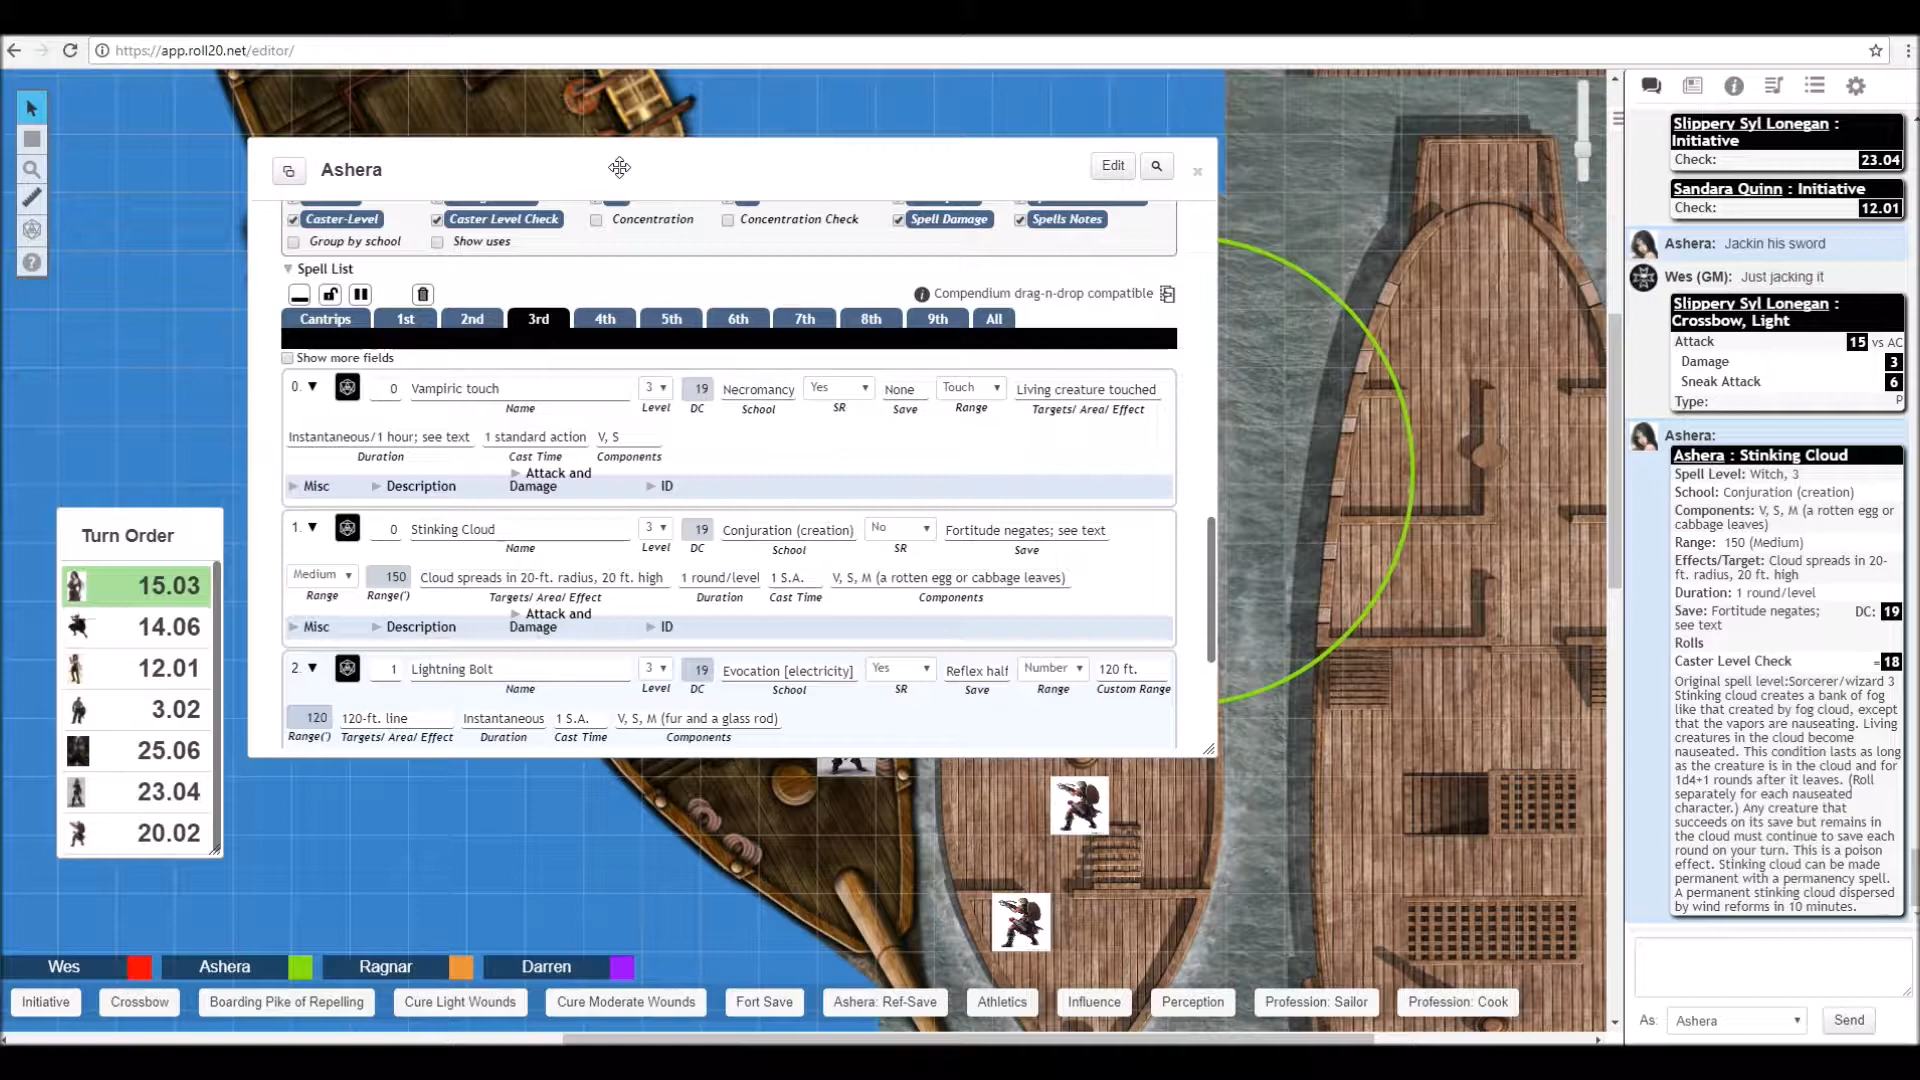 https://app.roll20.net/editor/
Ashera
Edit
×
Caster-Level
Caster Level Check
Concentration
Concentration Check
Spell Damage
Spells Notes
Group by school
Show uses
Spell List
Compendium drag-n-drop compatible
Cantrips 1st 2nd 3rd 4th 5th 6th 7th 8th 9th All
Show more fields
0. 0 Vampiric touch 3 19 Necromancy Yes None Touch Living creature touched
Name Level DC School SR Save Range Targets/ Area/ Effect
Instantaneous/1 hour; see text 1 standard action V, S
Duration Cast Time Components
Misc Description Attack and Damage ID
1. 0 Stinking Cloud 3 19 Conjuration (creation) No Fortitude negates; see text
Name Level DC School SR Save
Medium 150 Cloud spreads in 20-ft. radius, 20 ft. high 1 round/level 1 S.A. V, S, M (a rotten egg or cabbage leaves)
Range Range(') Targets/ Area/ Effect Duration Cast Time Components
Misc Description Attack and Damage ID
2. 1 Lightning Bolt 3 19 Evocation [electricity] Yes Reflex half Number 120 ft.
Name Level DC School SR Save Range Custom Range
120 120-ft. line Instantaneous 1 S.A. V, S, M (fur and a glass rod)
Range(') Targets/ Area/ Effect Duration Cast Time Components
Turn Order
15.03
14.06
12.01
3.02
25.06
23.04
20.02
Wes Ashera Ragnar Darren
Initiative Crossbow Boarding Pike of Repelling Cure Light Wounds Cure Moderate Wounds Fort Save Ashera: Ref-Save Athletics Influence Perception Profession: Sailor Profession: Cook
Slippery Syl Lonegan :
Initiative
Check: 23.04
Sandara Quinn : Initiative
Check: 12.01
Ashera: Jackin his sword
Wes (GM): Just jacking it
Slippery Syl Lonegan :
Crossbow, Light
Attack 15 vs AC
Damage 3
Sneak Attack 6
Type: P
Ashera:
Ashera : Stinking Cloud
Spell Level: Witch, 3
School: Conjuration (creation)
Components: V, S, M (a rotten egg or
cabbage leaves)
Range: 150 (Medium)
Effects/Target: Cloud spreads in 20-
ft. radius, 20 ft. high
Duration: 1 round/level
Save: Fortitude negates; DC: 19
see text
Rolls
Caster Level Check =18
Original spell level:Sorcerer/wizard 3
Stinking cloud creates a bank of fog
like that created by fog cloud, except
that the vapors are nauseating. Living
creatures in the cloud become
nauseated. This condition lasts as long
as the creature is in the cloud and for
1d4+1 rounds after it leaves. (Roll
separately for each nauseated
character.) Any creature that
succeeds on its save but remains in
the cloud must continue to save each
round on your turn. This is a poison
effect. Stinking cloud can be made
permanent with a permanency spell.
A permanent stinking cloud dispersed
by wind reforms in 10 minutes.
As: Ashera Send